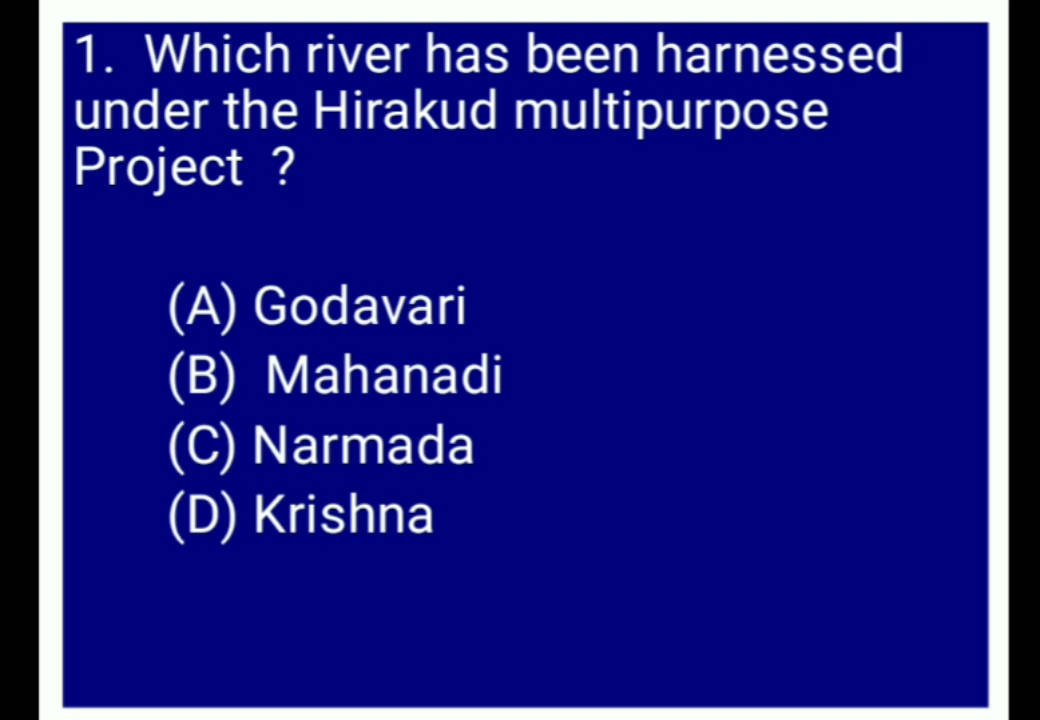 1. Which river has been harnessed
under the Hirakud multipurpose
Project ?
(A) Godavari
(B) Mahanadi
(C) Narmada
(D) Krishna